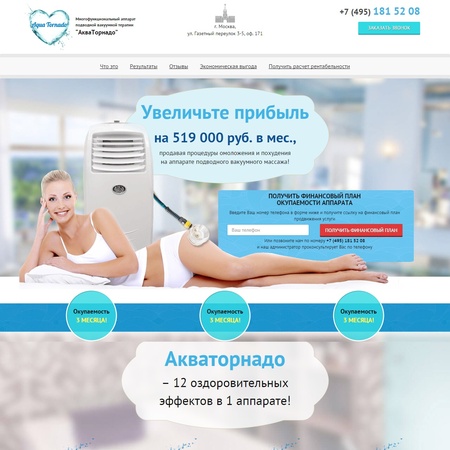 Aqua Tornado
Многофункциональный аппарат
подводной вакуумной терапии
"АкваТорнадо"
г. Москва,
ул. Газетный переулок 3-5, оф. 171
+7 (495) 181 52 08
ЗАКАЗАТЬ ЗВОНОК
Что это Результаты Отзывы Экономическая выгода Получить расчет рентабельности
Увеличьте прибыль
на 519 000 руб. в мес.,
продавая процедуры омоложения и похудения
на аппарате подводного вакуумного массажа!
ПОЛУЧИТЬ ФИНАНСОВЫЙ ПЛАН
ОКУПАЕМОСТИ АППАРАТА
Введите Ваш номер телефона в форме ниже и получите ссылку на финансовый план
продвижения услуги
Ваш телефон ПОЛУЧИТЬ ФИНАНСОВЫЙ ПЛАН
Или позвоните нам по номеру +7 (495) 181 52 08
и наш администратор проконсультирует Вас по телефону
Окупаемость Окупаемость Окупаемость
3 МЕСЯЦА! 3 МЕСЯЦА! 3 МЕСЯЦА!
Акваторнадо
– 12 оздоровительных
эффектов в 1 аппарате!